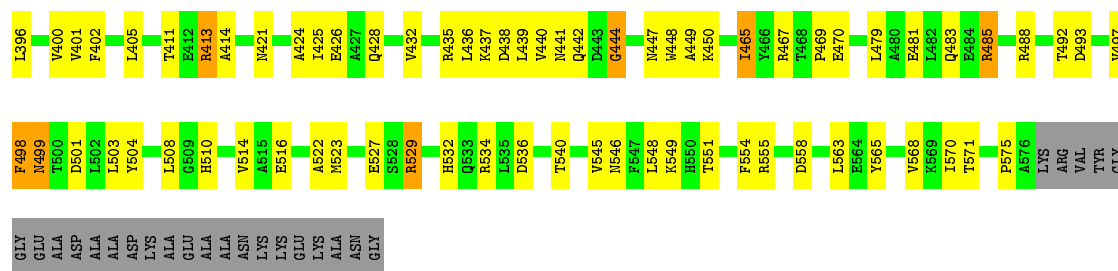 L396 V400 V401 F402 L405 T411 E412 R413 A414 N421 A424 I425 E426 A427 Q428 V432 R435 L436 K437 D438 L439 V440 N441 Q442 D443 G444 N447 W448 A449 K450 I465 Y466 R467 T468 P469 E470 L479 A480 E481 L482 Q483 E484 R485 R488 T492 D493 V497
F498 N499 T500 D501 L502 L503 Y504 L508 G509 H510 V514 A515 E516 A522 M523 E527 S528 R529 H532 Q533 R534 L535 D536 T540 V545 N546 F547 L548 K549 H550 T551 F554 R555 D558 L563 E564 Y565 V568 K569 I570 T571 P575 A576 LYS ARG VAL TYR GLY
GLY GLU ALA ASP ALA ALA ASP LYS ALA GLU ALA ALA ASN LYS LYS GLU LYS ALA ASN GLY